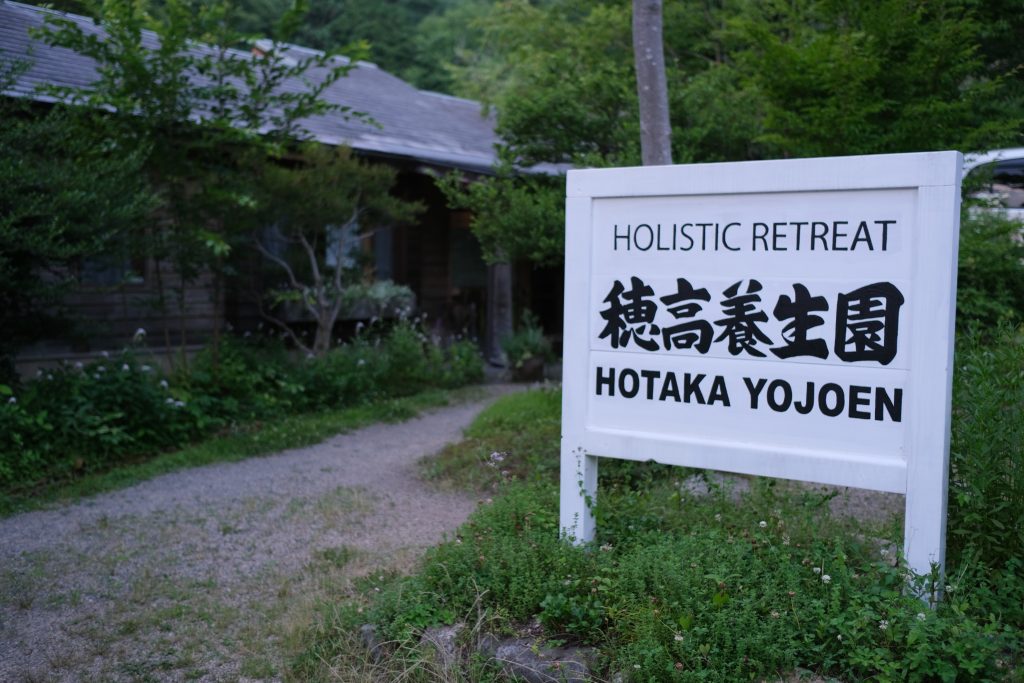 HOLISTIC RETREAT
穂高養生園
HOTAKA YOJOEN